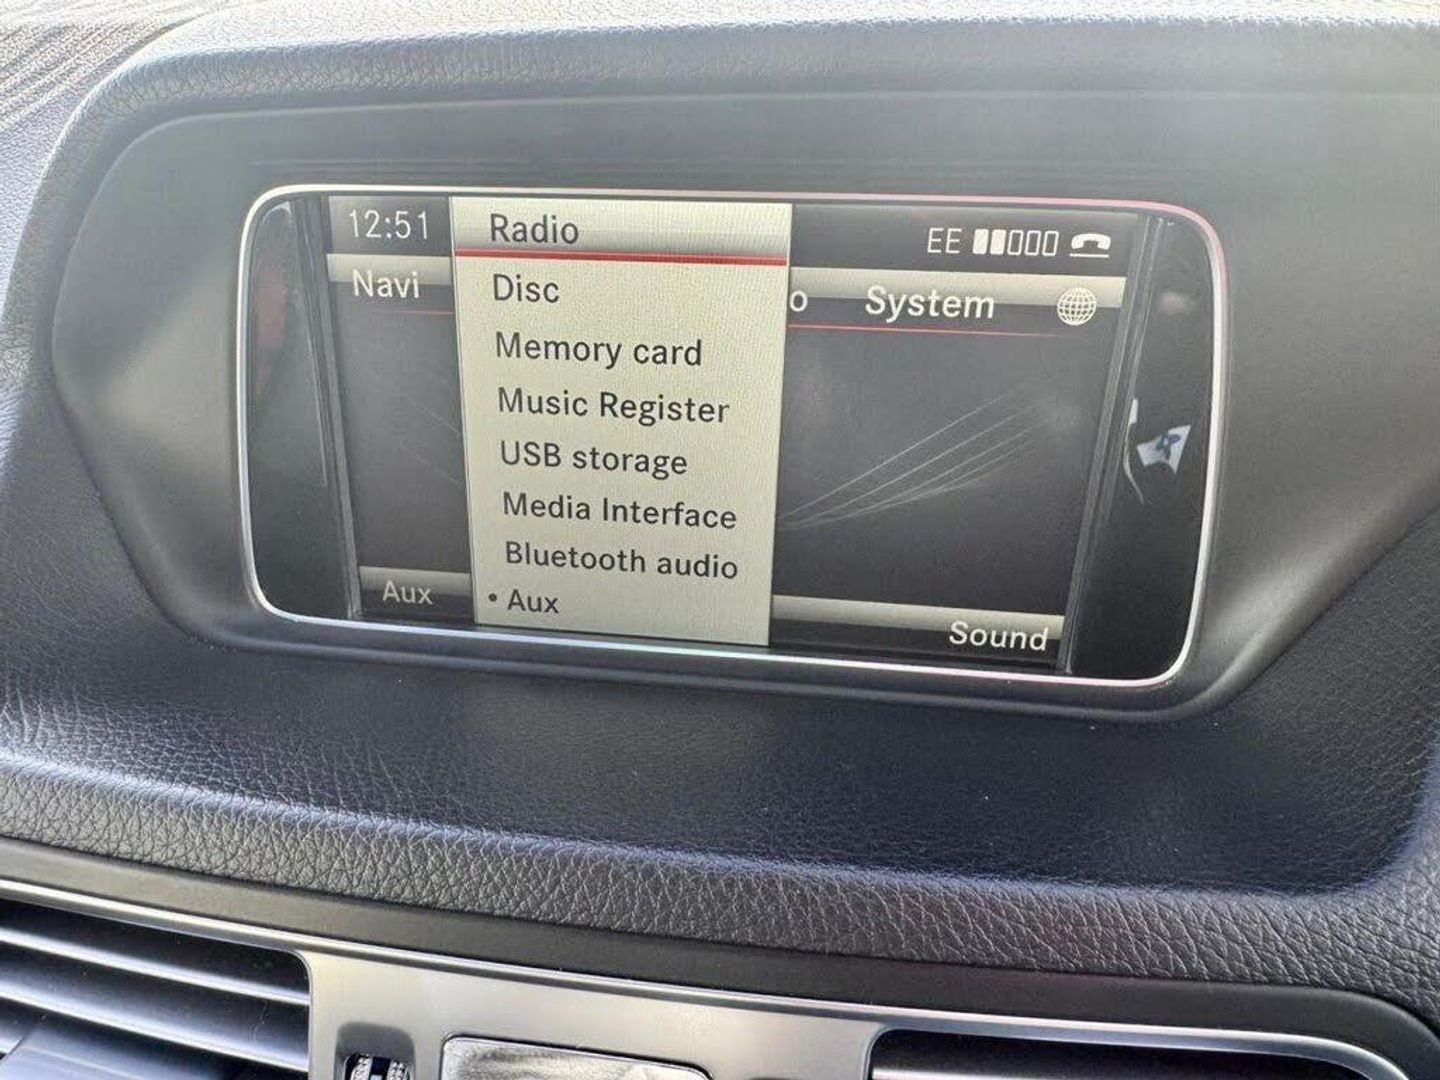 12:51
EE
Navi
o
System
Radio
Disc
Memory card
Music Register
USB storage
Media Interface
Bluetooth audio
• Aux
Aux
Sound